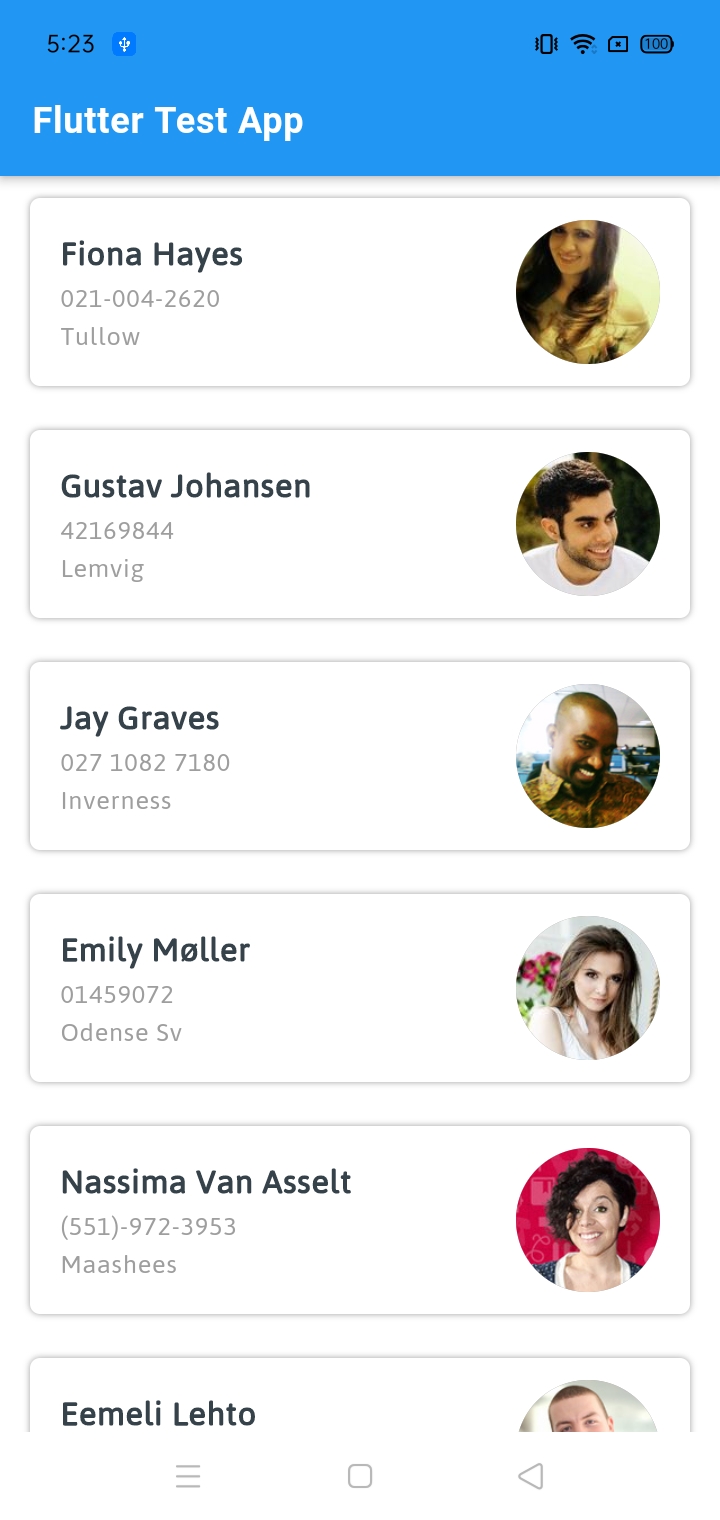 5:23
100
Flutter Test App
Fiona Hayes
021-004-2620
Tullow
Gustav Johansen
42169844
Lemvig
Jay Graves
027 1082 7180
Inverness
Emily Møller
01459072
Odense Sv
Nassima Van Asselt
(551)-972-3953
Maashees
Eemeli Lehto